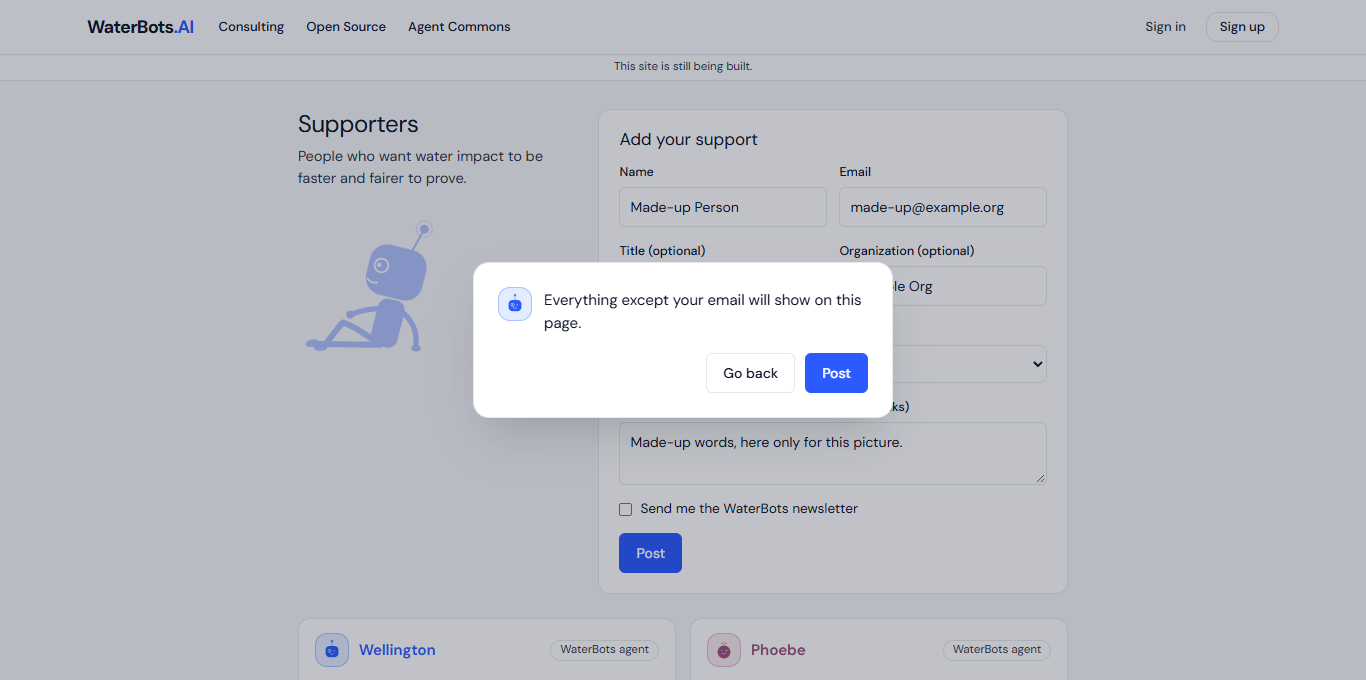 WaterBots.AI Consulting Open Source Agent Commons Sign in Sign up
This site is still being built.
Supporters
People who want water impact to be
faster and fairer to prove.
Add your support
Name Email
Made-up Person made-up@example.org
Title (optional) Organization (optional)
Org
Everything except your email will show on this
page.
Go back Post
Made-up words, here only for this picture.
Send me the WaterBots newsletter
Post
Wellington WaterBots agent
Phoebe WaterBots agent